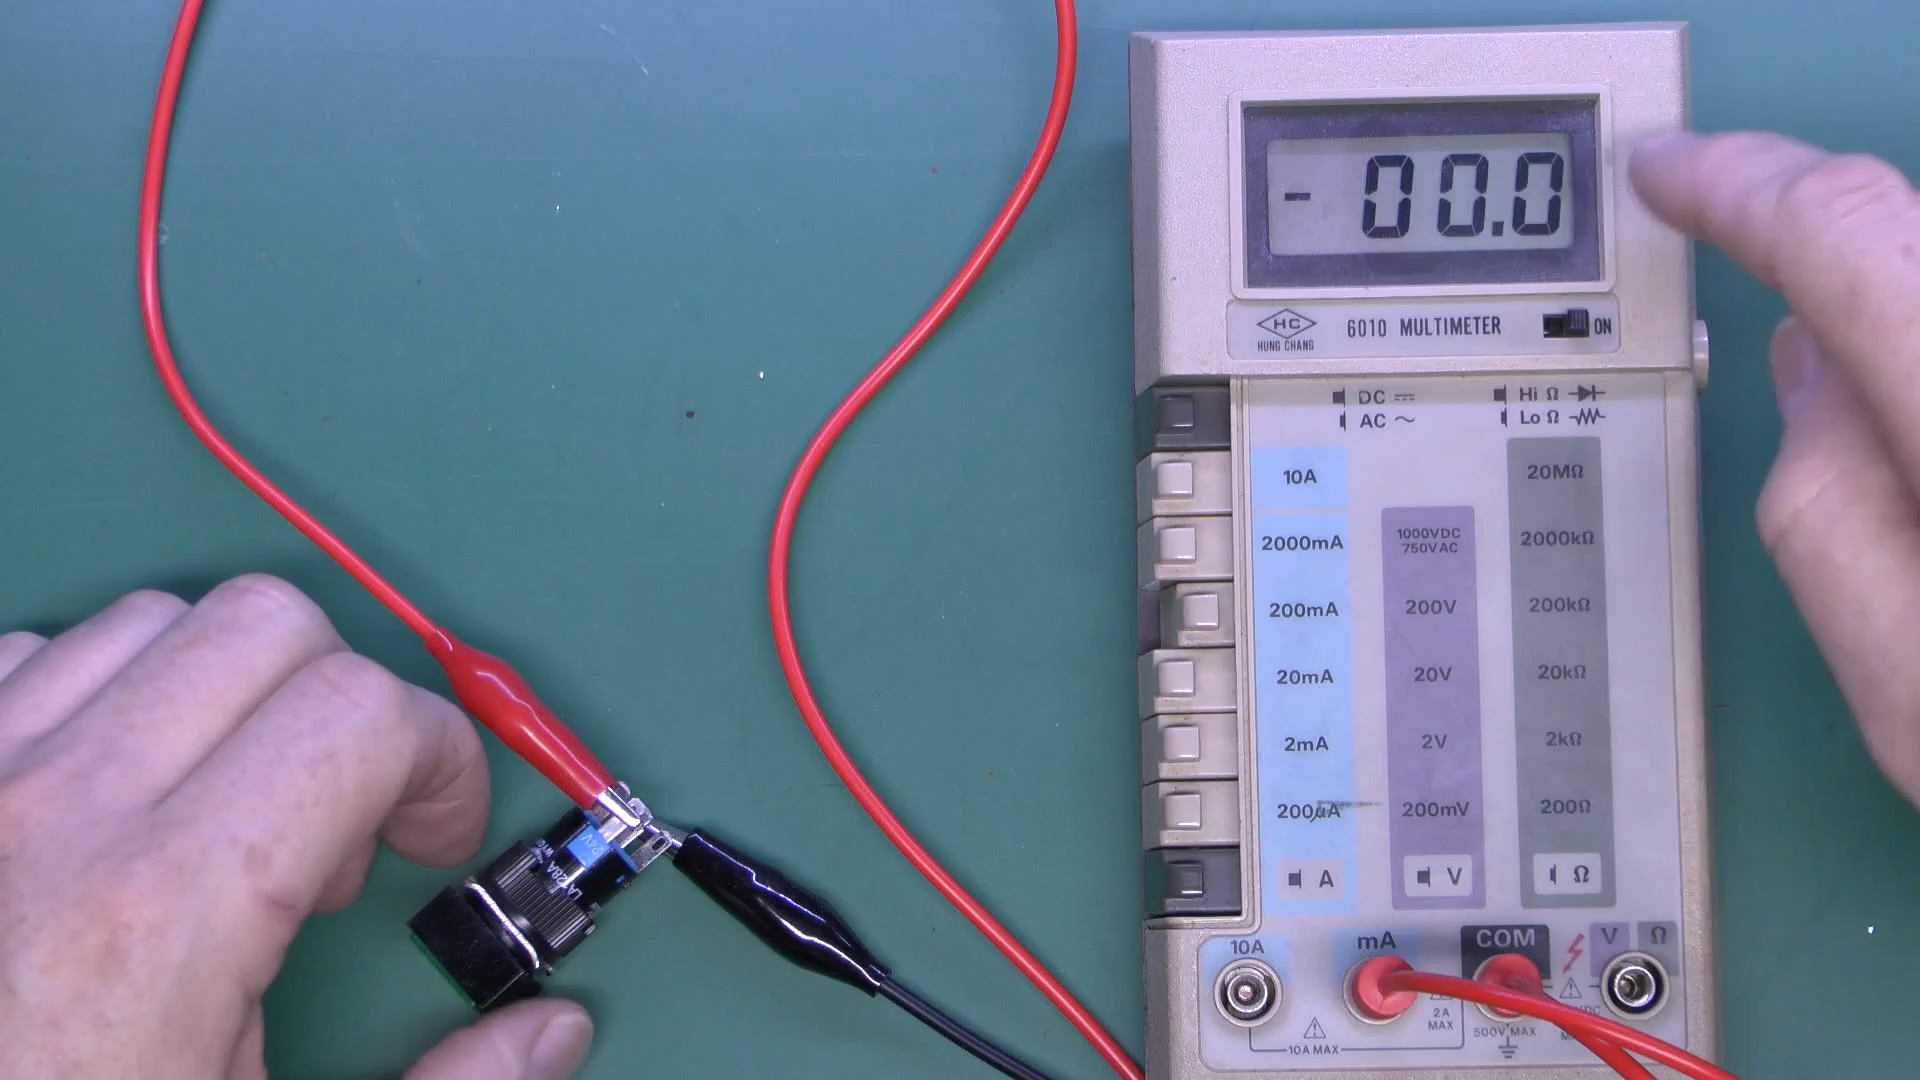 - 00.0
HC
HUNG CHANG
6010 MULTIMETER
ON
DC
AC
Hi Ω
Lo Ω
10A
20MΩ
2000mA
1000VDC
750VAC
2000kΩ
200mA
200V
200kΩ
20mA
20V
20kΩ
2mA
2V
2kΩ
200µA
200mV
200Ω
A
V
Ω
10A
mA
COM
V
Ω
2A
MAX
500V MAX
10A MAX
24V